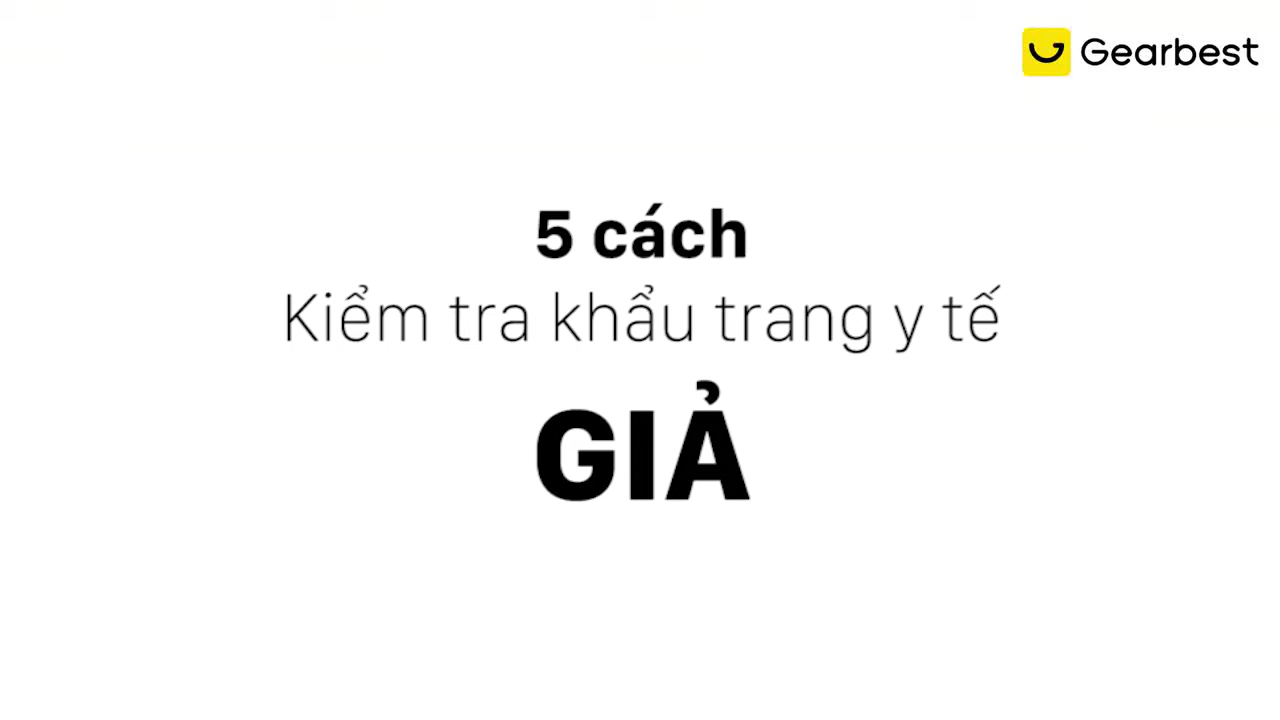 Gearbest
5 cách
Kiểm tra khẩu trang y tế
GIẢ